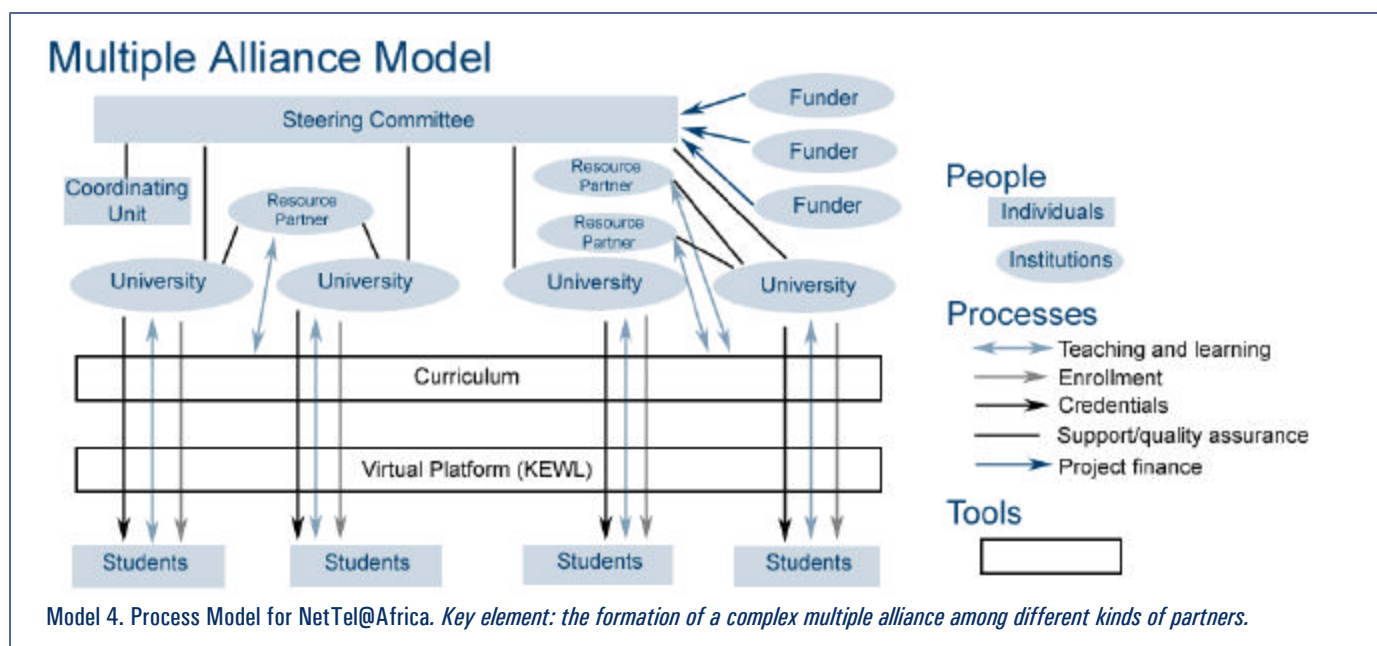 Multiple Alliance Model
Steering Committee
Funder
Funder
Funder
Coordinating
Unit
Resource
Partner
Resource
Partner
Resource
Partner
University
University
University
University
Curriculum
Virtual Platform (KEWL)
Students
Students
Students
Students
People
Individuals
Institutions
Processes
Teaching and learning
Enrollment
Credentials
Support/quality assurance
Project finance
Tools
Model 4. Process Model for NetTel@Africa. Key element: the formation of a complex multiple alliance among different kinds of partners.